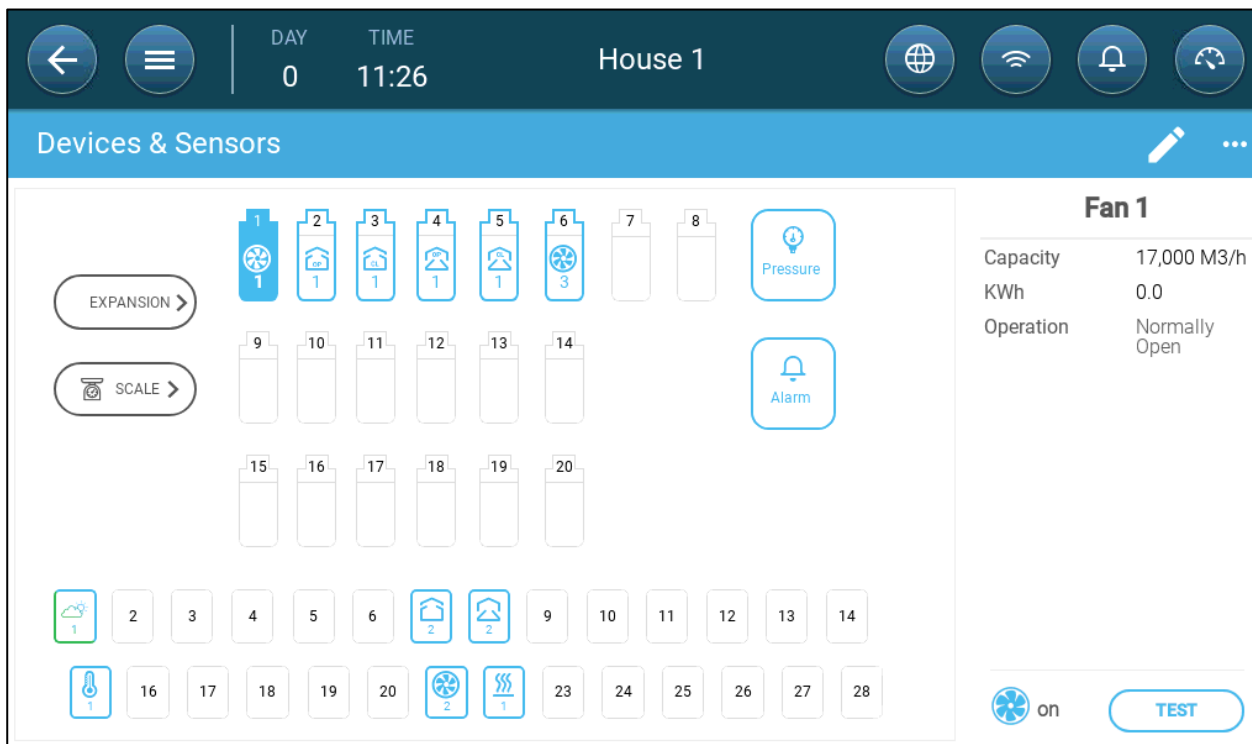 DAY TIME
0 11:26
House 1
Devices & Sensors
EXPANSION
SCALE
1 2 3 4 5 6 7 8
OP CL OP CL
1 1 1 1 1 3
Pressure
9 10 11 12 13 14
Alarm
15 16 17 18 19 20
1 2 3 4 5 6 2 2 9 10 11 12 13 14
1 16 17 18 19 20 2 1 23 24 25 26 27 28
Fan 1
Capacity 17,000 M3/h
KWh 0.0
Operation Normally
Open
on TEST